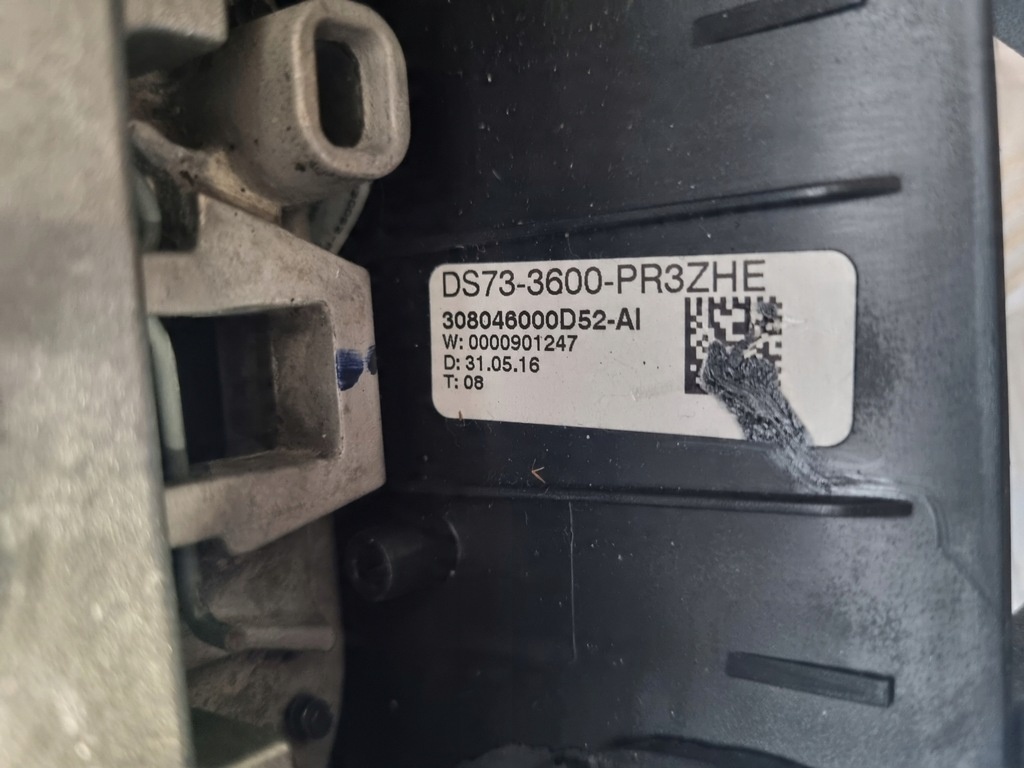 DS73-3600-PR3ZHE
308046000D52-AI
W: 0000901247
D: 31.05.16
T: 08